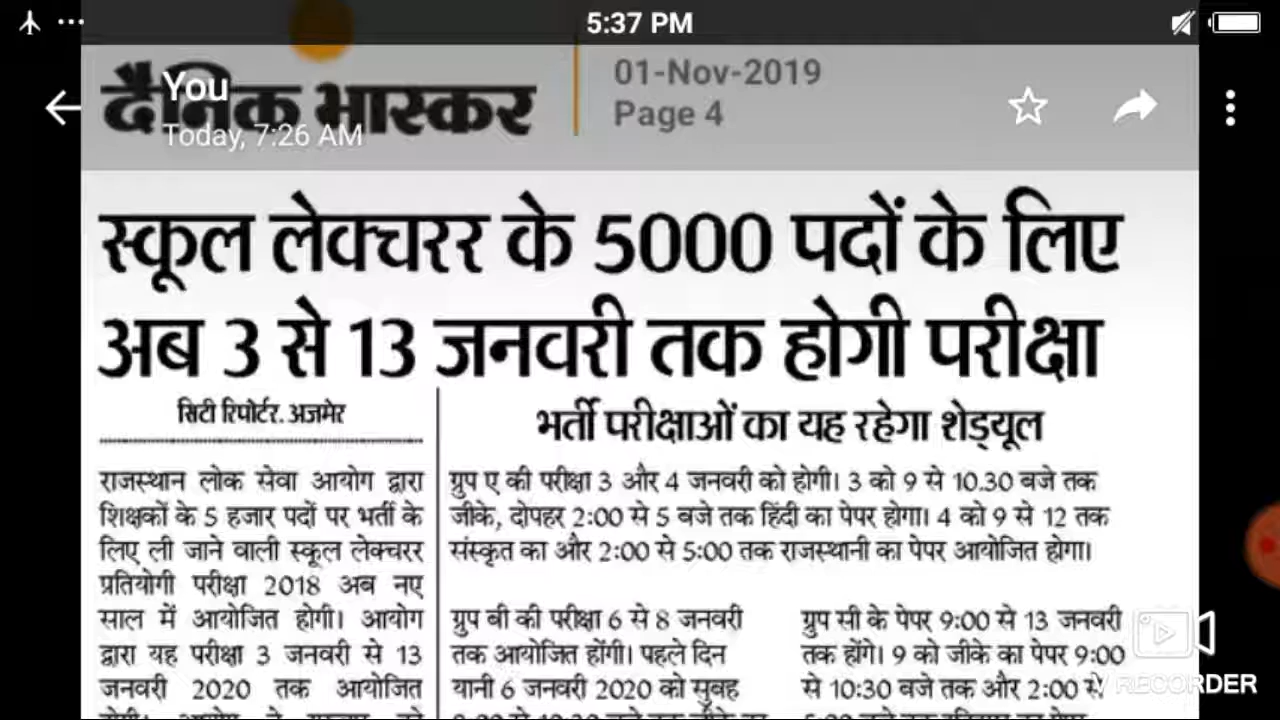 5:37 PM
दैनिक भास्कर
You
Today, 7:26 AM
01-Nov-2019
Page 4
स्कूल लेक्चरर के 5000 पदों के लिए
अब 3 से 13 जनवरी तक होगी परीक्षा
सिटी रिपोर्टर. अजमेर
राजस्थान लोक सेवा आयोग द्वारा
शिक्षकों के 5 हजार पदों पर भर्ती के
लिए ली जाने वाली स्कूल लेक्चरर
प्रतियोगी परीक्षा 2018 अब नए
साल में आयोजित होगी। आयोग
द्वारा यह परीक्षा 3 जनवरी से 13
जनवरी 2020 तक आयोजित
भर्ती परीक्षाओं का यह रहेगा शेड्यूल
ग्रुप ए की परीक्षा 3 और 4 जनवरी को होगी। 3 को 9 से 10.30 बजे तक
जीके, दोपहर 2:00 से 5 बजे तक हिंदी का पेपर होगा। 4 को 9 से 12 तक
संस्कृत का और 2:00 से 5:00 तक राजस्थानी का पेपर आयोजित होगा।
ग्रुप बी की परीक्षा 6 से 8 जनवरी
तक आयोजित होंगी। पहले दिन
यानी 6 जनवरी 2020 को सुबह
ग्रुप सी के पेपर 9:00 से 13 जनवरी
तक होंगे। 9 को जीके का पेपर 9:00
से 10:30 बजे तक और 2:00 से
RECORDER